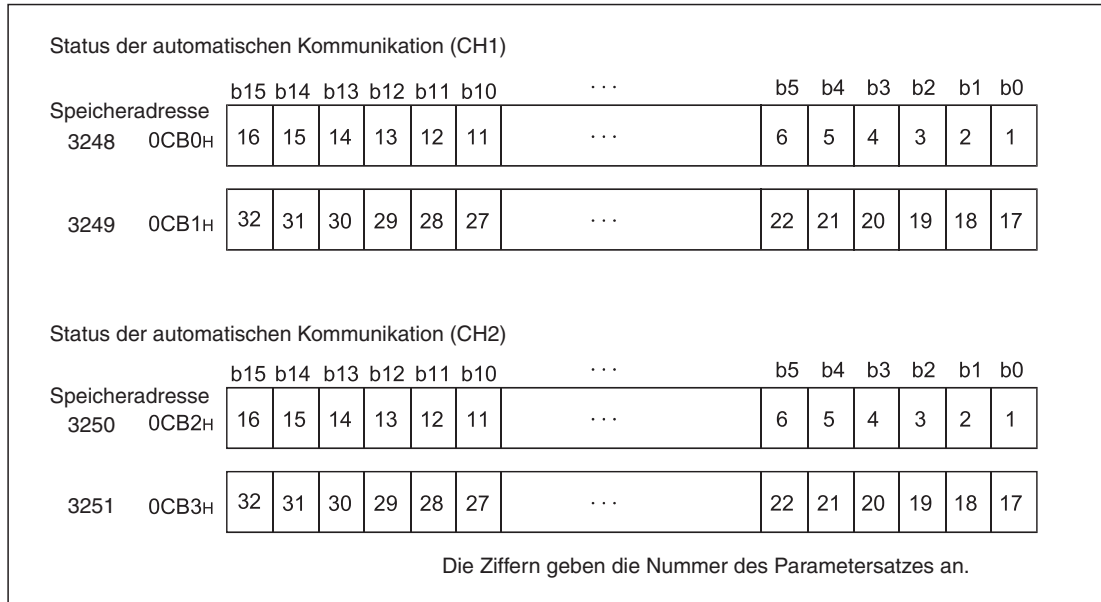 Status der automatischen Kommunikation (CH1)
b15 b14 b13 b12 b11 b10 ··· b5 b4 b3 b2 b1 b0
Speicheradresse
3248 0CB0H 16 15 14 13 12 11 ··· 6 5 4 3 2 1
3249 0CB1H 32 31 30 29 28 27 ··· 22 21 20 19 18 17
Status der automatischen Kommunikation (CH2)
b15 b14 b13 b12 b11 b10 ··· b5 b4 b3 b2 b1 b0
Speicheradresse
3250 0CB2H 16 15 14 13 12 11 ··· 6 5 4 3 2 1
3251 0CB3H 32 31 30 29 28 27 ··· 22 21 20 19 18 17
Die Ziffern geben die Nummer des Parametersatzes an.